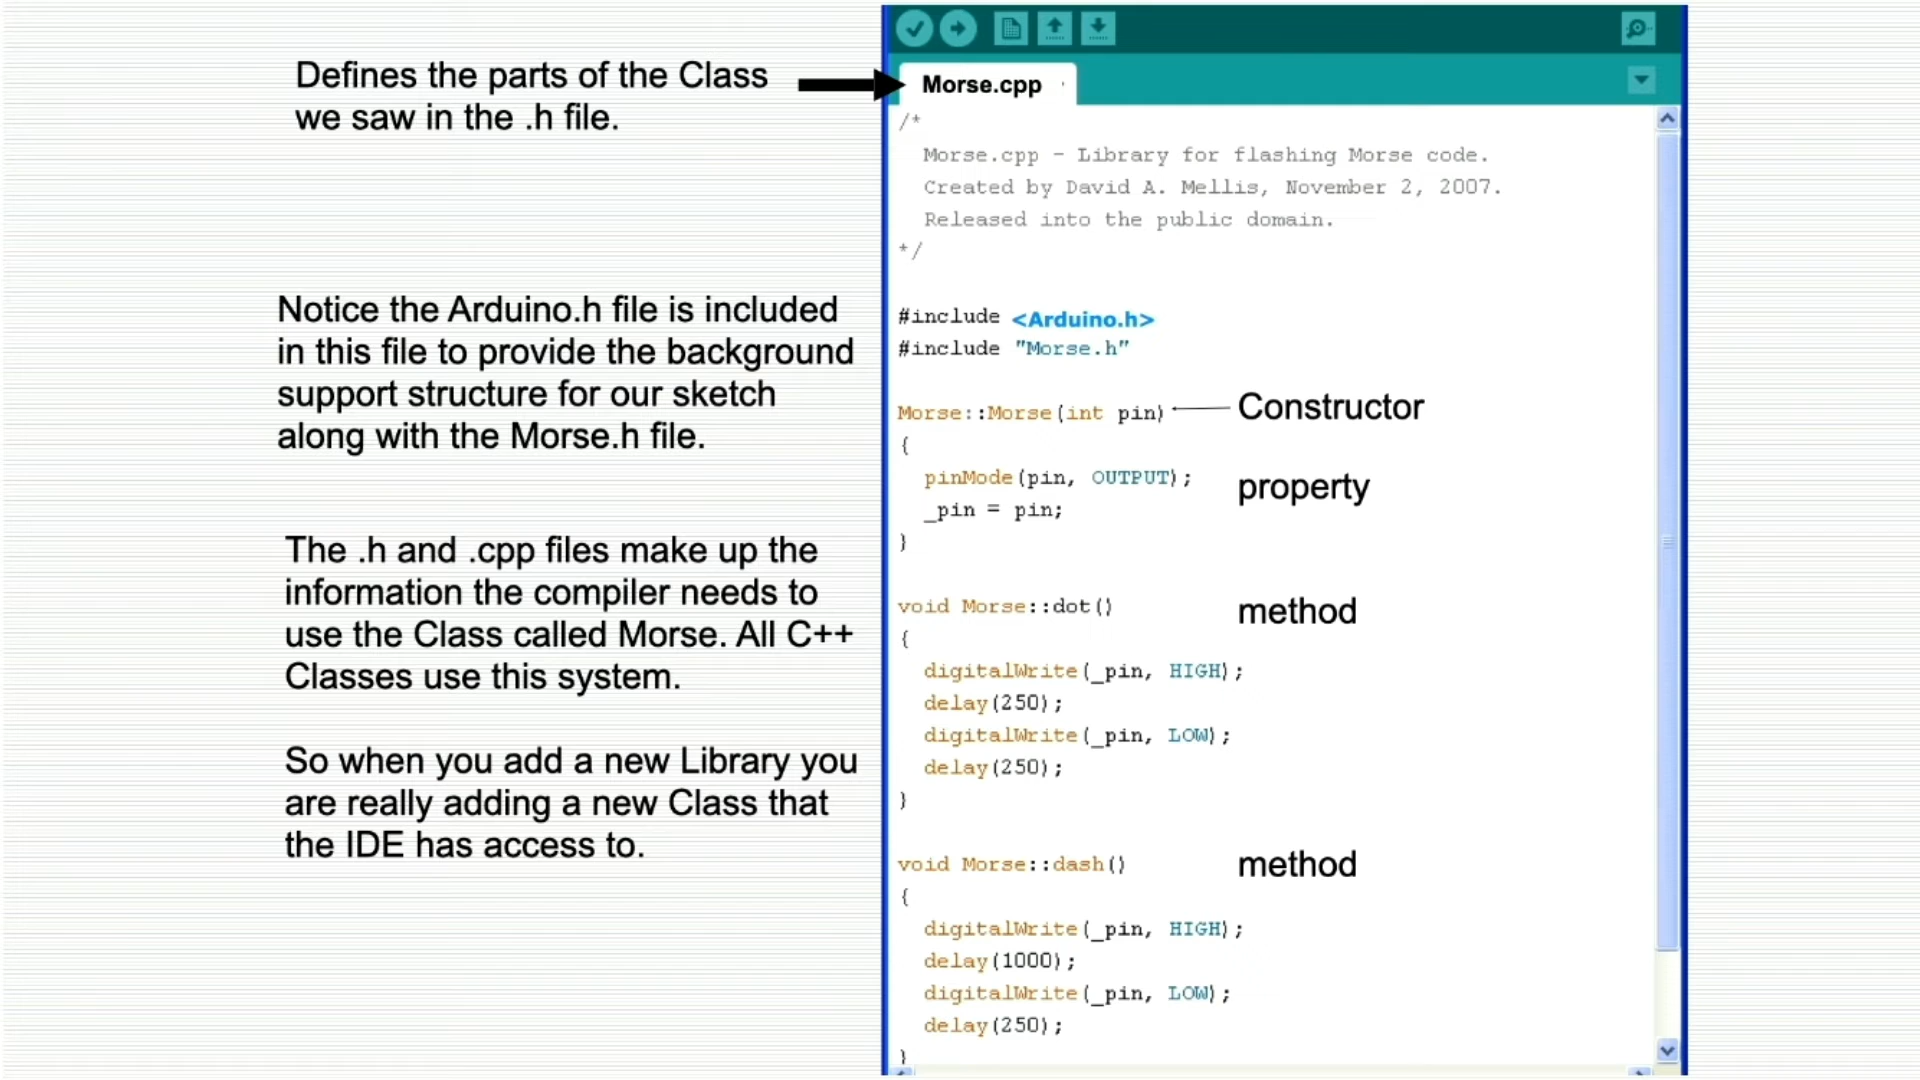 Defines the parts of the Class
we saw in the .h file.
Notice the Arduino.h file is included
in this file to provide the background
support structure for our sketch
along with the Morse.h file.
The .h and .cpp files make up the
information the compiler needs to
use the Class called Morse. All C++
Classes use this system.
So when you add a new Library you
are really adding a new Class that
the IDE has access to.
Morse.cpp
/*
Morse.cpp - Library for flashing Morse code.
Created by David A. Mellis, November 2, 2007.
Released into the public domain.
*/
#include <Arduino.h>
#include "Morse.h"
Morse::Morse(int pin) Constructor
{
pinMode(pin, OUTPUT); property
_pin = pin;
}
void Morse::dot() method
{
digitalWrite(_pin, HIGH);
delay(250);
digitalWrite(_pin, LOW);
delay(250);
}
void Morse::dash() method
{
digitalWrite(_pin, HIGH);
delay(1000);
digitalWrite(_pin, LOW);
delay(250);
}